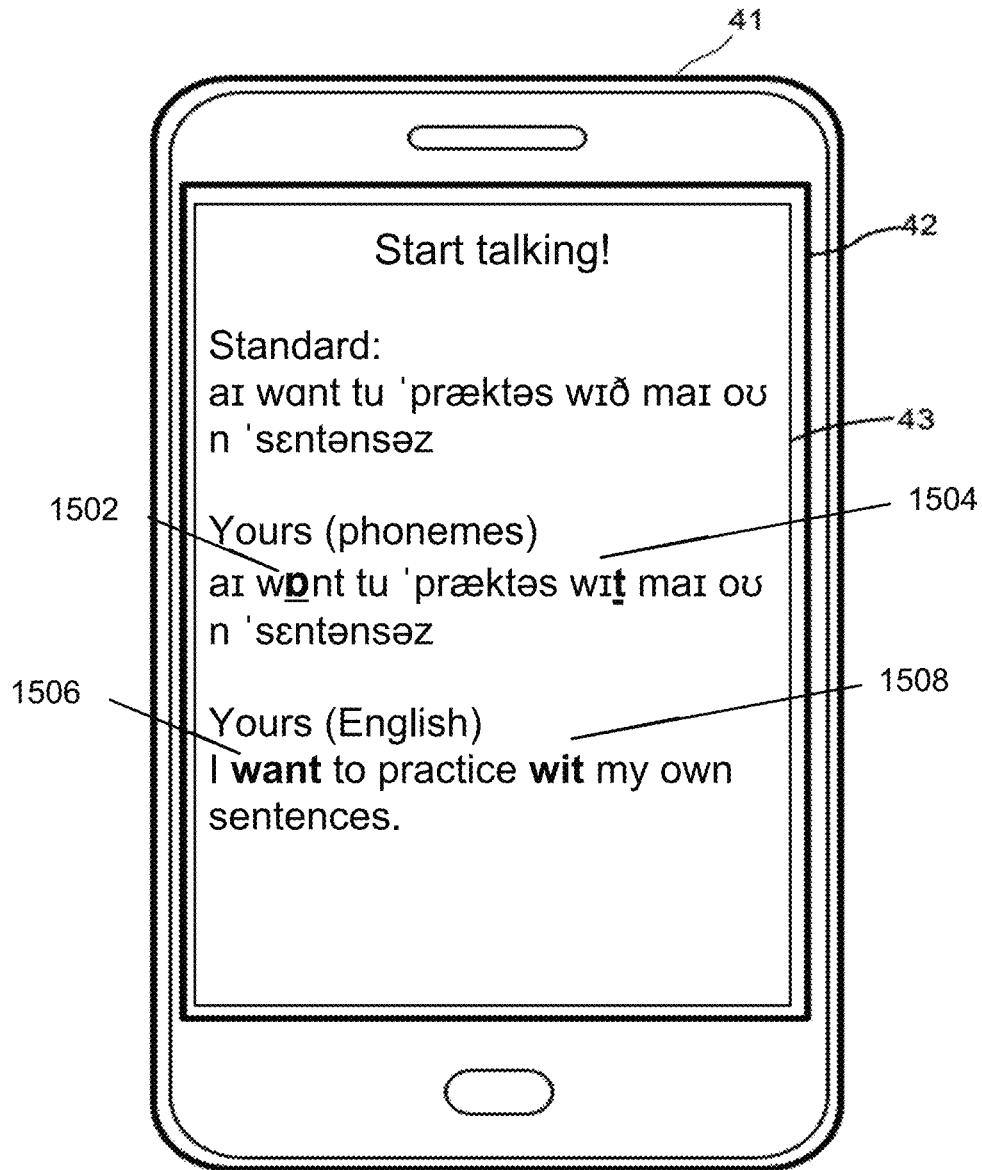 41
42
Start talking!
Standard:
aɪ wɑnt tu ˈpræktəs wɪð maɪ oʊ
43
n ˈsɛntənsəz
1502
1504
Yours (phonemes)
aɪ wɒnt tu ˈpræktəs wɪt maɪ oʊ
n ˈsɛntənsəz
1506
1508
Yours (English)
I want to practice wit my own
sentences.